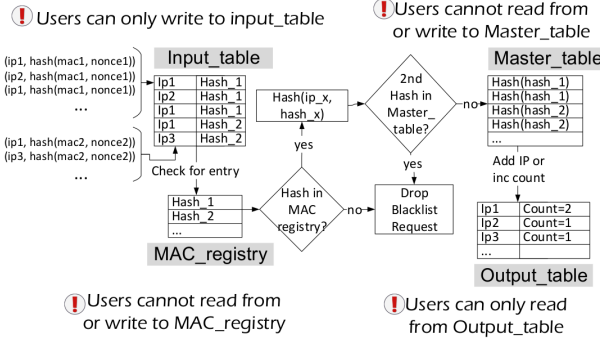 Users can only write to input_table
Users cannot read from
or write to Master_table
(ip1, hash(mac1, nonce1))
(ip2, hash(mac1, nonce1))
(ip1, hash(mac1, nonce1))
...
(ip1, hash(mac2, nonce2))
(ip3, hash(mac2, nonce2))
...
Input_table
Ip1 Hash_1
Ip2 Hash_1
Ip1 Hash_1
Ip1 Hash_2
Ip3 Hash_2
Check for entry
Hash_1
Hash_2
...
MAC_registry
Hash(ip_x,
hash_x)
yes
Hash in
MAC
registry?
no
2nd
Hash in
Master_
table?
no
yes
Drop
Blacklist
Request
Master_table
Hash(hash_1)
Hash(hash_1)
Hash(hash_2)
Hash(hash_2)
...
Add IP or
inc count
Ip1 Count=2
Ip2 Count=1
Ip3 Count=1
...
Output_table
Users cannot read from
or write to MAC_registry
Users can only read
from Output_table